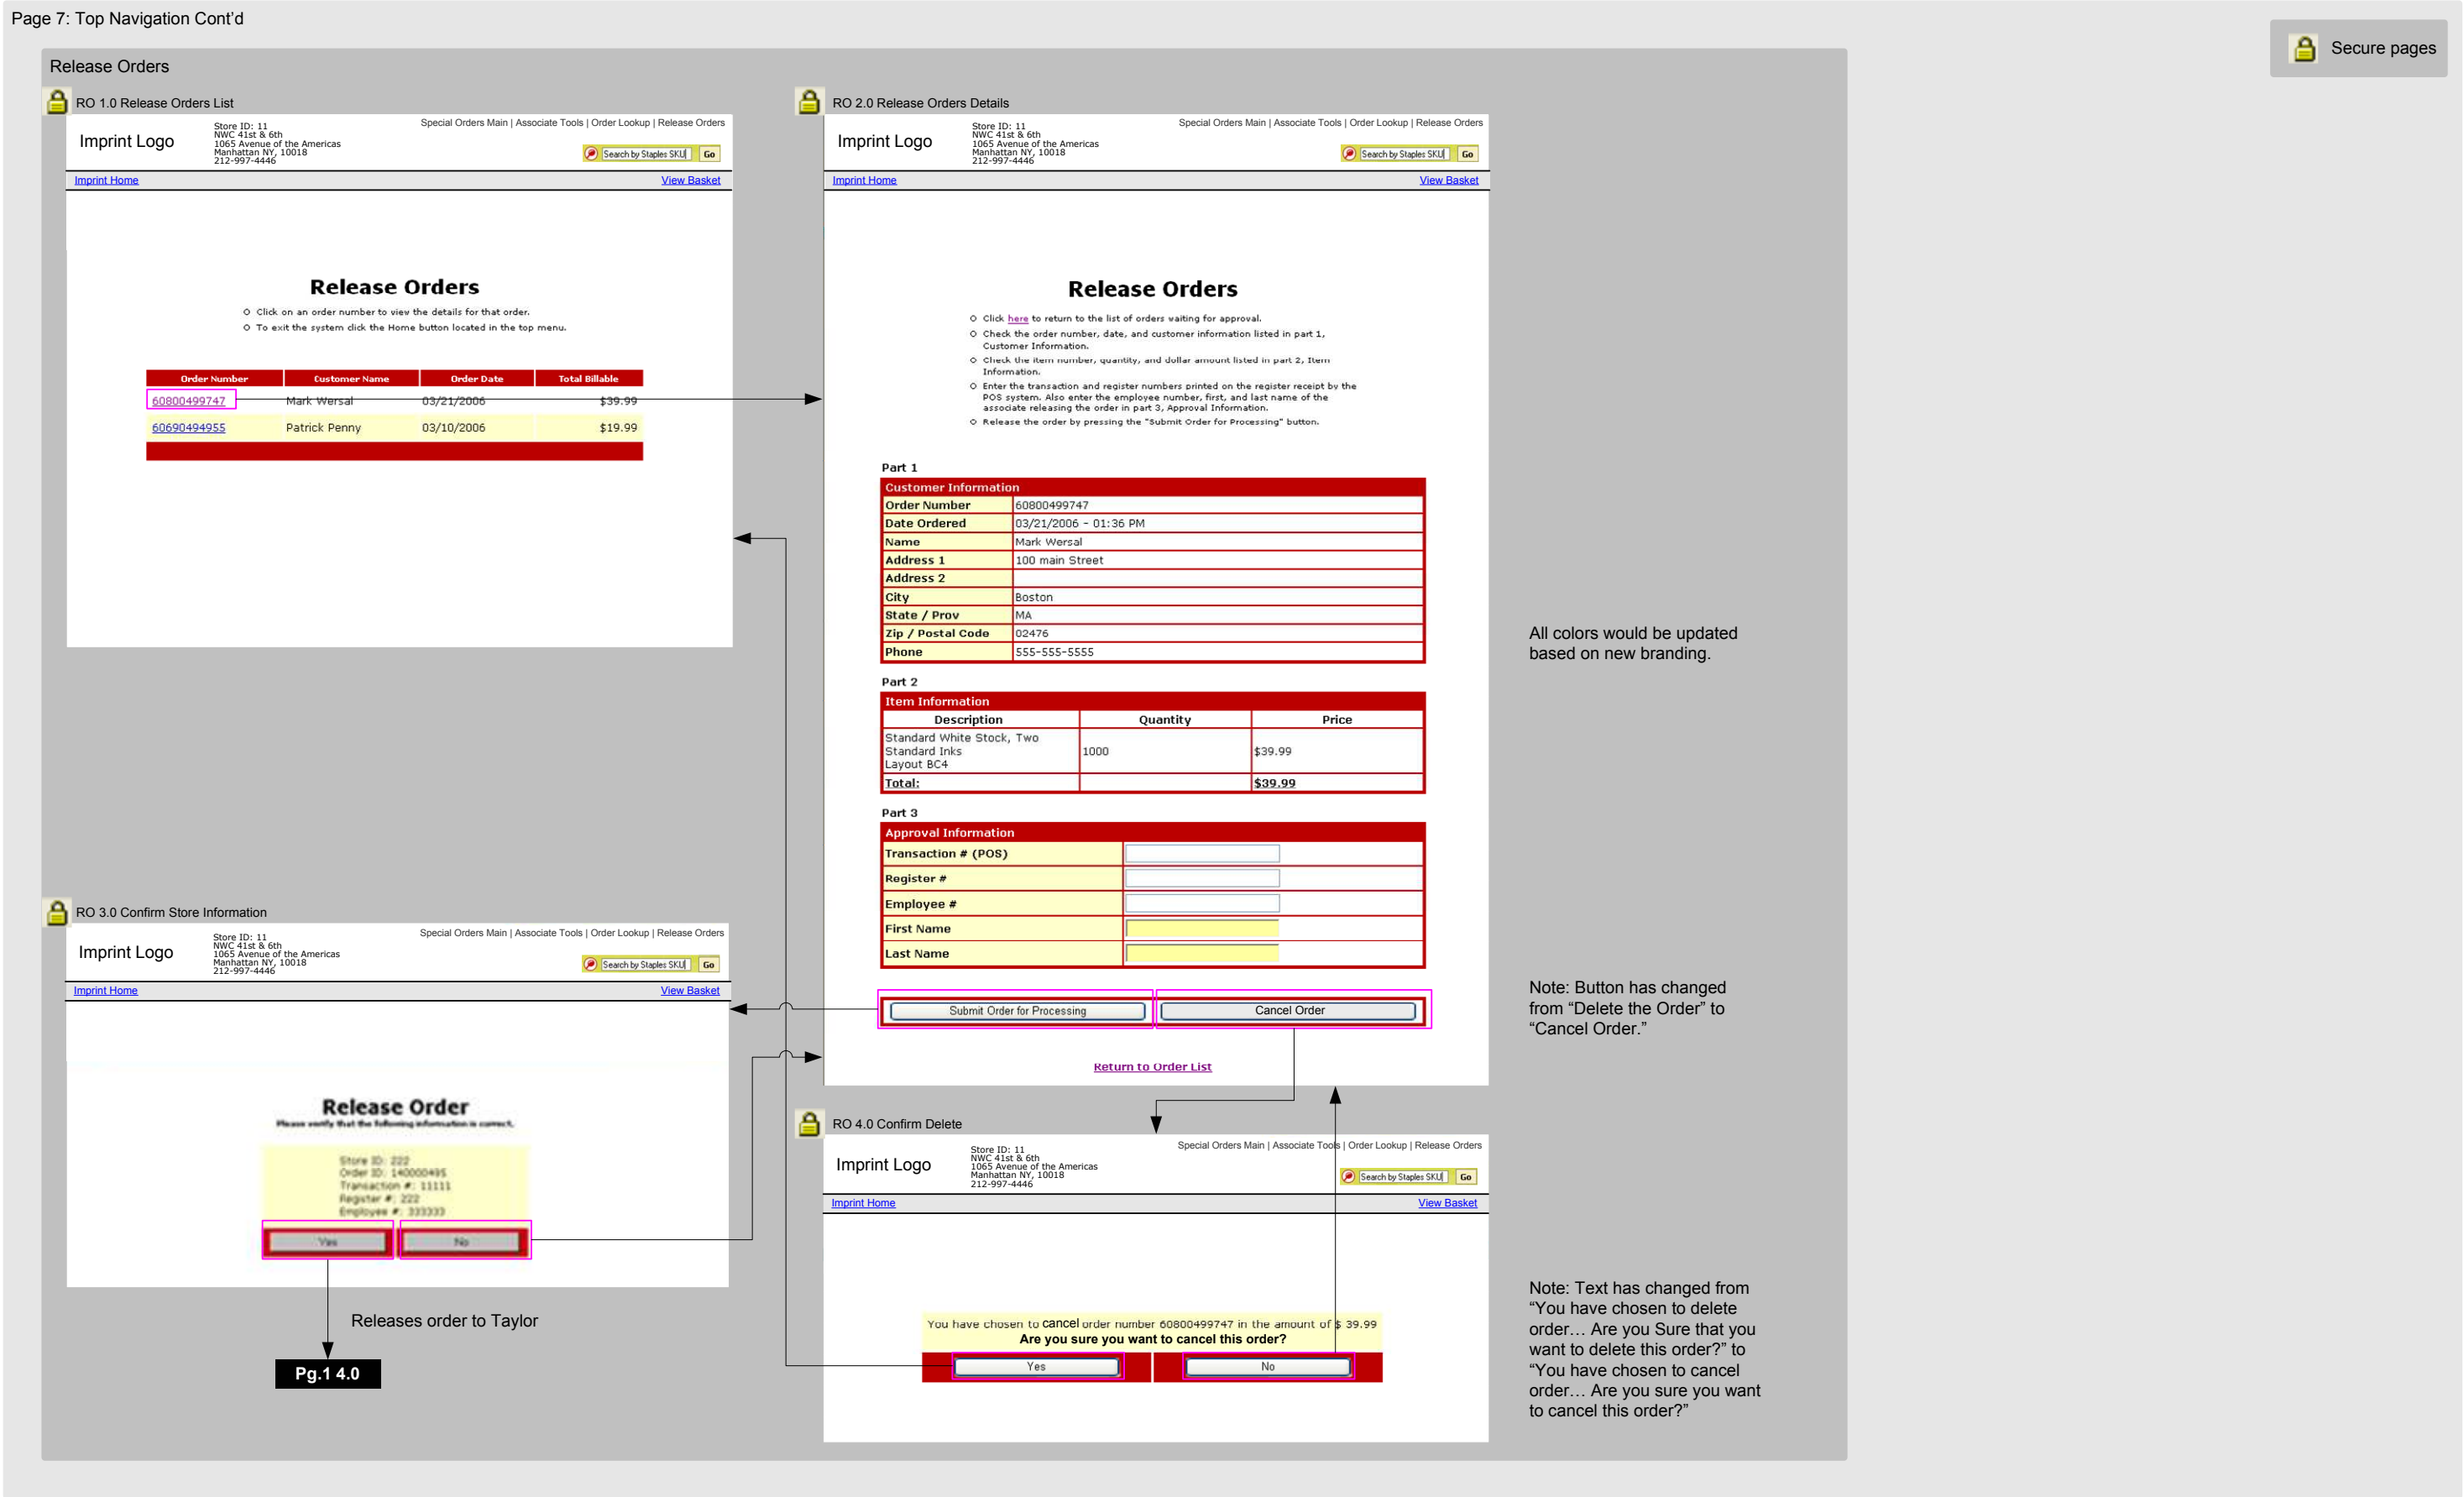 Page 7: Top Navigation Cont'd
Secure pages
Release Orders
RO 1.0 Release Orders List
Imprint Logo
Store ID: 11
NWC 41st & 6th
1065 Avenue of the Americas
Manhattan NY, 10018
212-997-4446
Special Orders Main | Associate Tools | Order Lookup | Release Orders
Search by Staples SKU Go
Imprint Home View Basket
Release Orders
Click on an order number to view the details for that order.
To exit the system click the Home button located in the top menu.
Order Number Customer Name Order Date Total Billable
60800499747 Mark Wersal 03/21/2006 $39.99
60690494955 Patrick Penny 03/10/2006 $19.99
RO 2.0 Release Orders Details
Imprint Logo
Store ID: 11
NWC 41st & 6th
1065 Avenue of the Americas
Manhattan NY, 10018
212-997-4446
Special Orders Main | Associate Tools | Order Lookup | Release Orders
Search by Staples SKU Go
Imprint Home View Basket
Release Orders
Click here to return to the list of orders waiting for approval.
Check the order number, date, and customer information listed in part 1,
Customer Information.
Check the item number, quantity, and dollar amount listed in part 2, Item
Information.
Enter the transaction and register numbers printed on the register receipt by the
POS system. Also enter the employee number, first, and last name of the
associate releasing the order in part 3, Approval Information.
Release the order by pressing the "Submit Order for Processing" button.
Part 1
Customer Information
Order Number 60800499747
Date Ordered 03/21/2006 - 01:36 PM
Name Mark Wersal
Address 1 100 main Street
Address 2
City Boston
State / Prov MA
Zip / Postal Code 02476
Phone 555-555-5555
Part 2
Item Information
Description Quantity Price
Standard White Stock, Two
Standard Inks 1000 $39.99
Layout BC4
Total: $39.99
Part 3
Approval Information
Transaction # (POS)
Register #
Employee #
First Name
Last Name
Submit Order for Processing Cancel Order
Return to Order List
All colors would be updated
based on new branding.
Note: Button has changed
from “Delete the Order” to
“Cancel Order.”
RO 3.0 Confirm Store Information
Imprint Logo
Store ID: 11
NWC 41st & 6th
1065 Avenue of the Americas
Manhattan NY, 10018
212-997-4446
Special Orders Main | Associate Tools | Order Lookup | Release Orders
Search by Staples SKU Go
Imprint Home View Basket
Release Order
Please verify that the following information is correct.
Store ID: 222
Order ID: 140000495
Transaction #: 11111
Register #: 222
Employee #: 333333
Yes No
Releases order to Taylor
Pg.1 4.0
RO 4.0 Confirm Delete
Imprint Logo
Store ID: 11
NWC 41st & 6th
1065 Avenue of the Americas
Manhattan NY, 10018
212-997-4446
Special Orders Main | Associate Tools | Order Lookup | Release Orders
Search by Staples SKU Go
Imprint Home View Basket
You have chosen to cancel order number 60800499747 in the amount of $ 39.99
Are you sure you want to cancel this order?
Yes No
Note: Text has changed from
“You have chosen to delete
order… Are you Sure that you
want to delete this order?” to
“You have chosen to cancel
order… Are you sure you want
to cancel this order?”